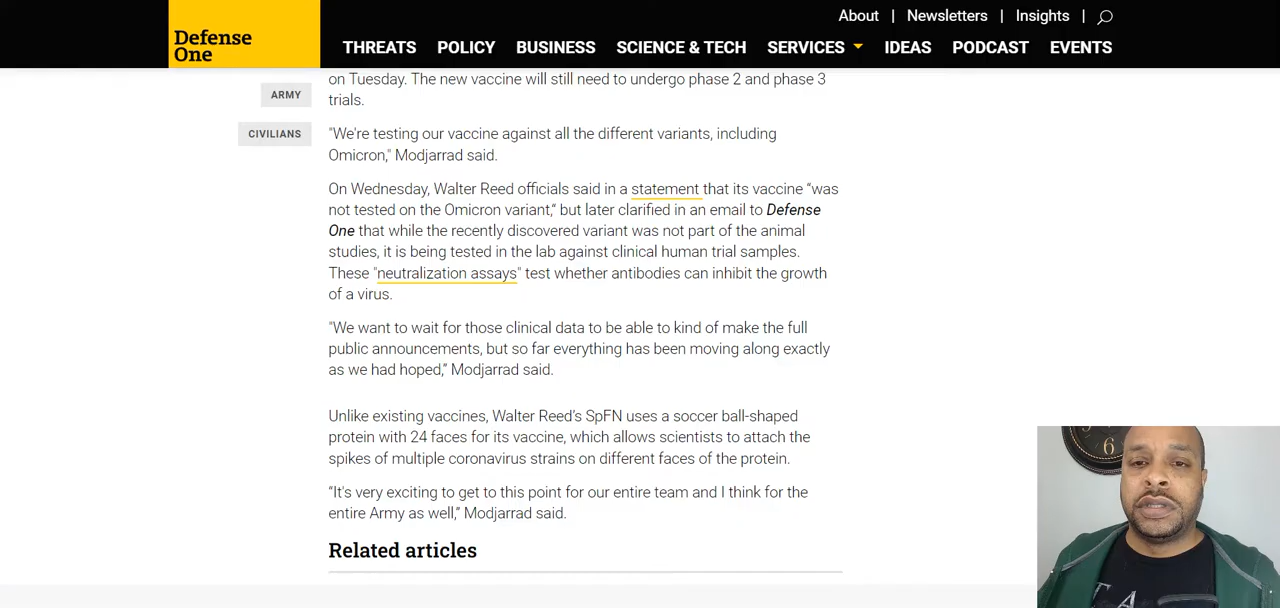 About | Newsletters | Insights |
Defense
One
THREATS POLICY BUSINESS SCIENCE & TECH SERVICES IDEAS PODCAST EVENTS
on Tuesday. The new vaccine will still need to undergo phase 2 and phase 3
trials.
ARMY
CIVILIANS
"We're testing our vaccine against all the different variants, including
Omicron," Modjarrad said.
On Wednesday, Walter Reed officials said in a statement that its vaccine “was
not tested on the Omicron variant,“ but later clarified in an email to Defense
One that while the recently discovered variant was not part of the animal
studies, it is being tested in the lab against clinical human trial samples.
These "neutralization assays" test whether antibodies can inhibit the growth
of a virus.
"We want to wait for those clinical data to be able to kind of make the full
public announcements, but so far everything has been moving along exactly
as we had hoped,” Modjarrad said.
Unlike existing vaccines, Walter Reed’s SpFN uses a soccer ball-shaped
protein with 24 faces for its vaccine, which allows scientists to attach the
spikes of multiple coronavirus strains on different faces of the protein.
“It's very exciting to get to this point for our entire team and I think for the
entire Army as well,” Modjarrad said.
Related articles
6